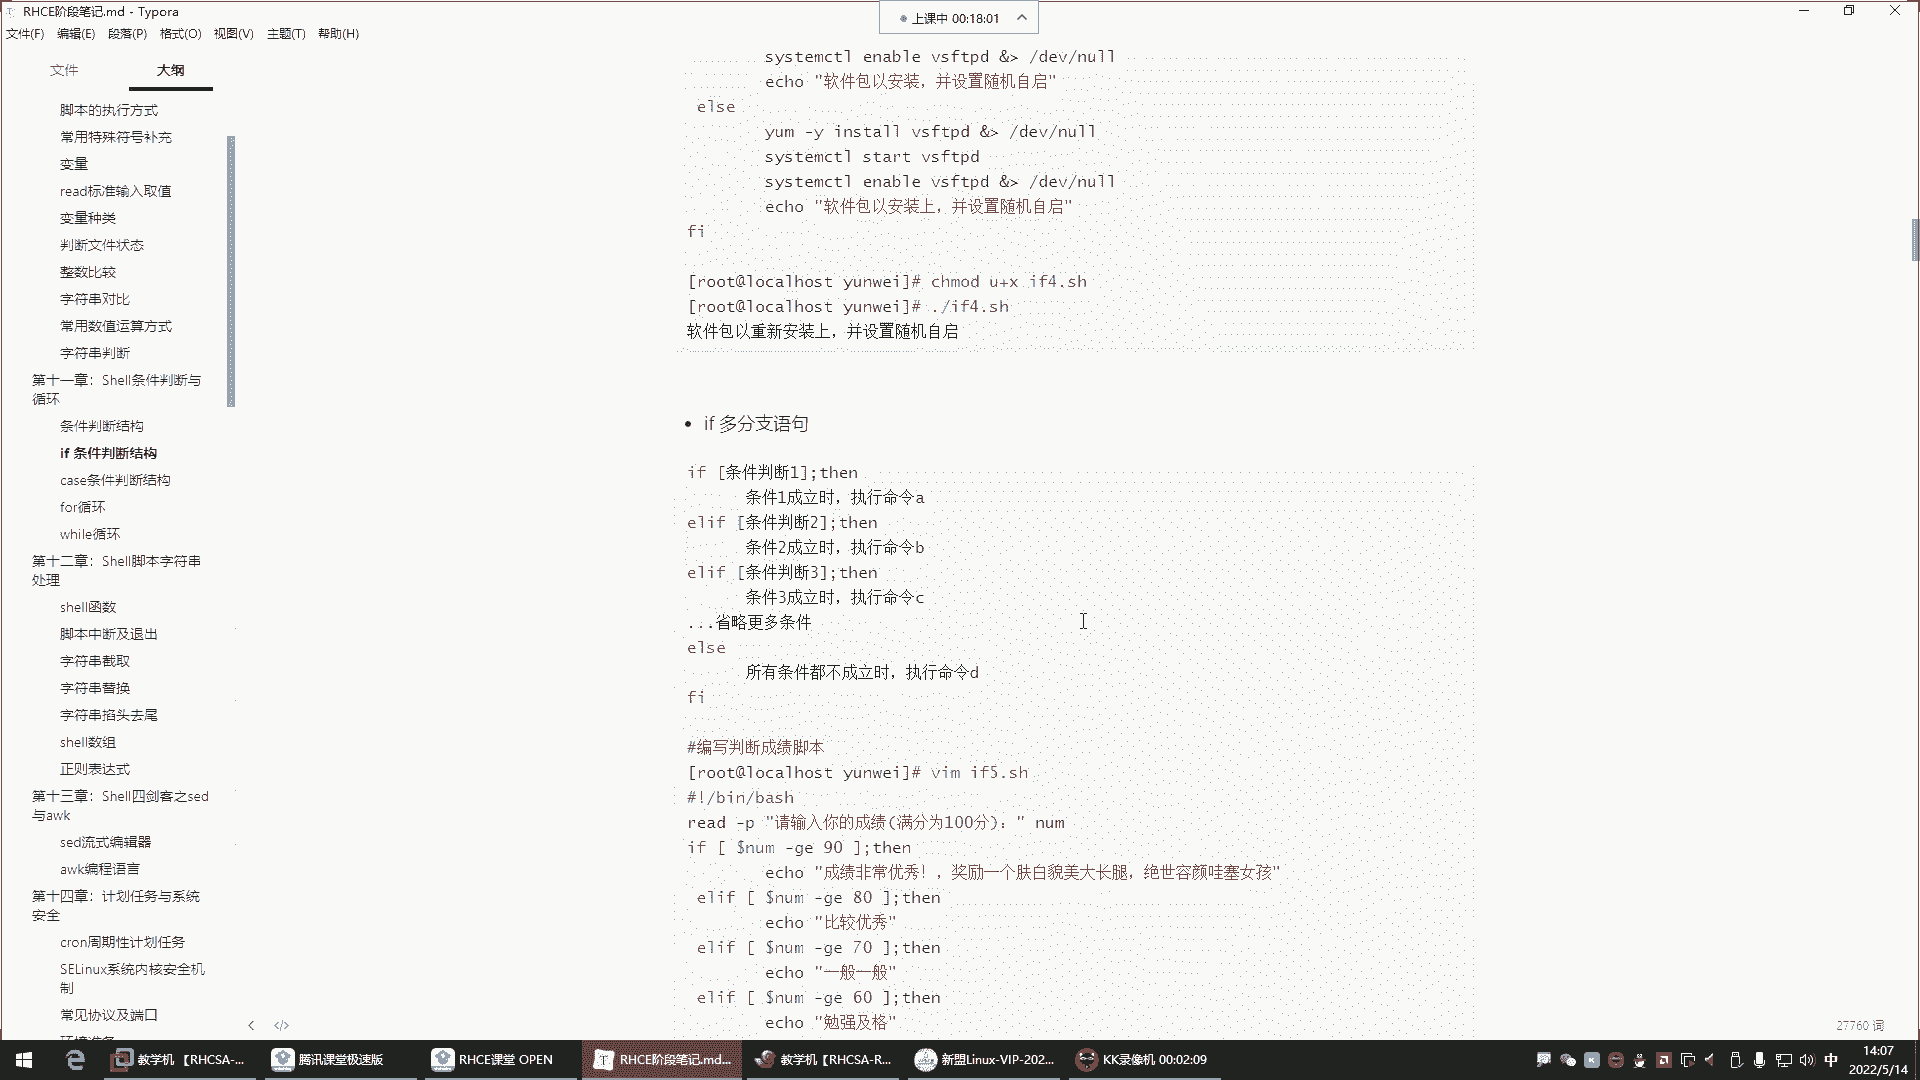 RHCE阶段笔记.md - Typora
上课中 00:18:01
文件(F) 编辑(E) 段落(P) 格式(O) 视图(V) 主题(T) 帮助(H)
文件 大纲
脚本的执行方式
常用特殊符号补充
变量
read标准输入取值
变量种类
判断文件状态
整数比较
字符串对比
常用数值运算方式
字符串判断
第十一章：Shell条件判断与
循环
条件判断结构
if 条件判断结构
case条件判断结构
for循环
while循环
第十二章：Shell脚本字符串
处理
shell函数
脚本中断及退出
字符串截取
字符串替换
字符串掐头去尾
shell数组
正则表达式
第十三章：Shell四剑客之sed
与awk
sed流式编辑器
awk编程语言
第十四章：计划任务与系统
安全
cron周期性计划任务
SELinux系统内核安全机
制
常见协议及端口
systemctl enable vsftpd &> /dev/null
echo "软件包以安装，并设置随机自启"
else
yum -y install vsftpd &> /dev/null
systemctl start vsftpd
systemctl enable vsftpd &> /dev/null
echo "软件包以安装上，并设置随机自启"
fi
[root@localhost yunwei]# chmod u+x if4.sh
[root@localhost yunwei]# ./if4.sh
软件包以重新安装上，并设置随机自启
• if 多分支语句
if [条件判断1];then
条件1成立时，执行命令a
elif [条件判断2];then
条件2成立时，执行命令b
elif [条件判断3];then
条件3成立时，执行命令c
...省略更多条件
else
所有条件都不成立时，执行命令d
fi
#编写判断成绩脚本
[root@localhost yunwei]# vim if5.sh
#!/bin/bash
read -p "请输入你的成绩(满分为100分)：" num
if [ $num -ge 90 ];then
echo "成绩非常优秀！，奖励一个肤白貌美大长腿，绝世容颜哇塞女孩"
elif [ $num -ge 80 ];then
echo "比较优秀"
elif [ $num -ge 70 ];then
echo "一般一般"
elif [ $num -ge 60 ];then
echo "勉强及格"
27760 词
教学机 【RHCSA-... 腾讯课堂极速版 RHCE课堂 OPEN RHCE阶段笔记.md... 教学机【RHCSA-R... 新盟Linux-VIP-202... KK录像机 00:02:09
中
14:07
2022/5/14